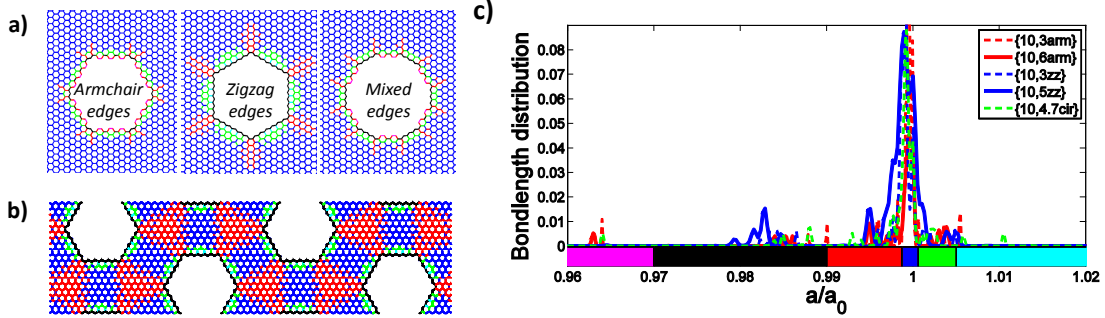 a)
Armchair
edges
Zigzag
edges
Mixed
edges
b)
c)
Bondlength distribution
0.08
0.07
0.06
0.05
0.04
0.03
0.02
0.01
0
{10,3arm}
{10,6arm}
{10,3zz}
{10,5zz}
{10,4.7cir}
0.96 0.97 0.98 0.99 1 1.01 1.02
a/a0